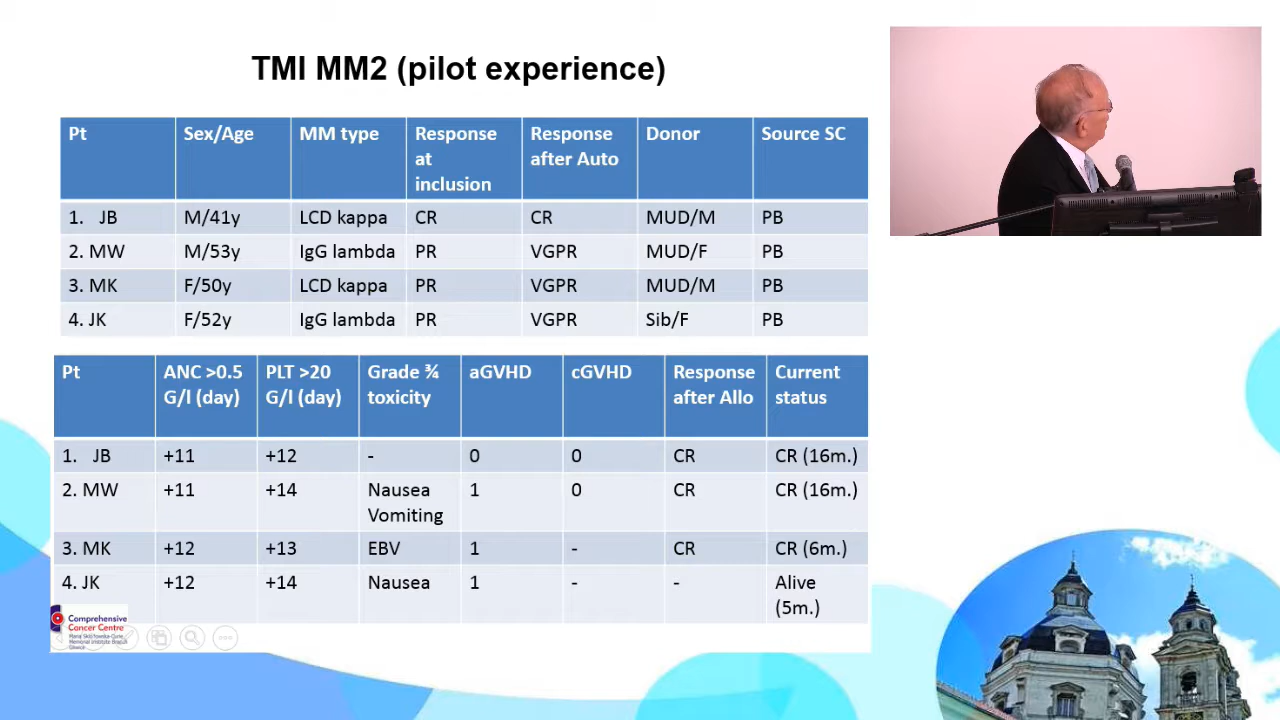 TMI MM2 (pilot experience)
Pt Sex/Age MM type Response at inclusion Response after Auto Donor Source SC
1. JB M/41y LCD kappa CR CR MUD/M PB
2. MW M/53y IgG lambda PR VGPR MUD/F PB
3. MK F/50y LCD kappa PR VGPR MUD/M PB
4. JK F/52y IgG lambda PR VGPR Sib/F PB
Pt ANC >0.5 G/l (day) PLT >20 G/l (day) Grade ¾ toxicity aGVHD cGVHD Response after Allo Current status
1. JB +11 +12 - 0 0 CR CR (16m.)
2. MW +11 +14 Nausea Vomiting 1 0 CR CR (16m.)
3. MK +12 +13 EBV 1 - CR CR (6m.)
4. JK +12 +14 Nausea 1 - - Alive (5m.)
Comprehensive
Cancer Centre